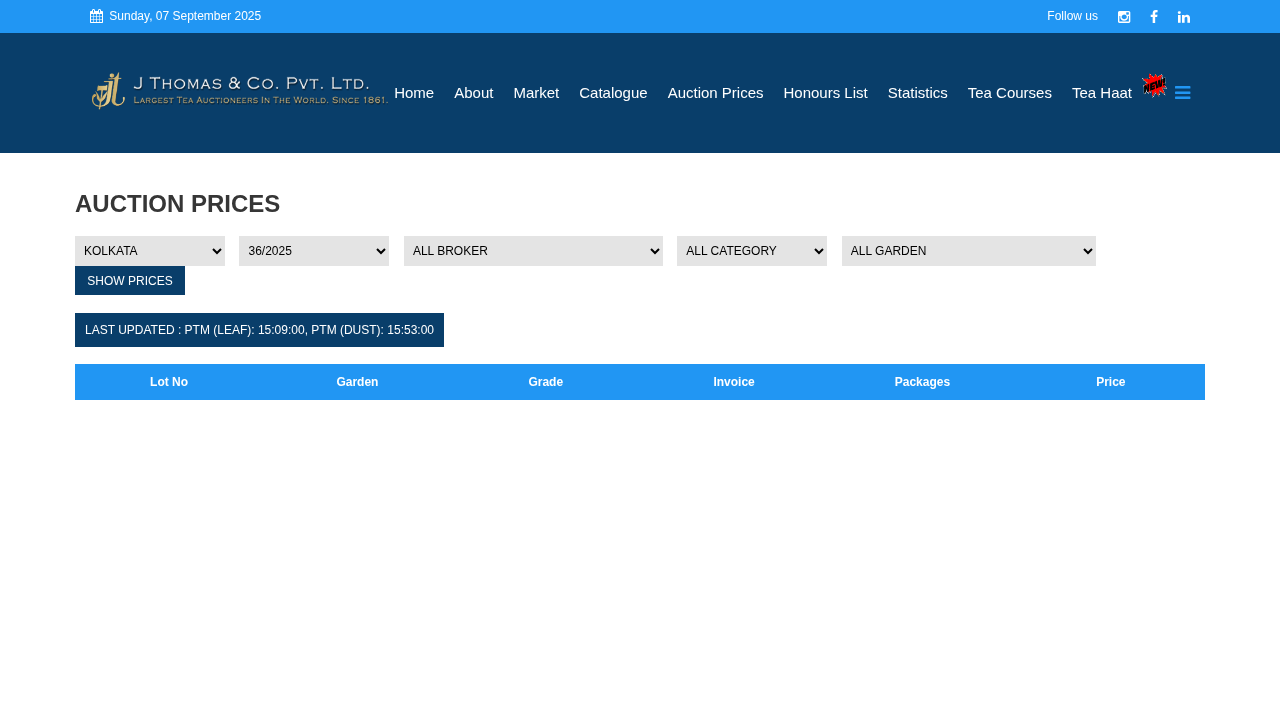 Sunday, 07 September 2025
Follow us
J Thomas & Co. Pvt. Ltd.
Largest Tea Auctioneers In The World. Since 1861.
Home About Market Catalogue Auction Prices Honours List Statistics Tea Courses Tea Haat NEW
AUCTION PRICES
KOLKATA 36/2025 ALL BROKER ALL CATEGORY ALL GARDEN
SHOW PRICES
LAST UPDATED : PTM (LEAF): 15:09:00, PTM (DUST): 15:53:00
Lot No Garden Grade Invoice Packages Price